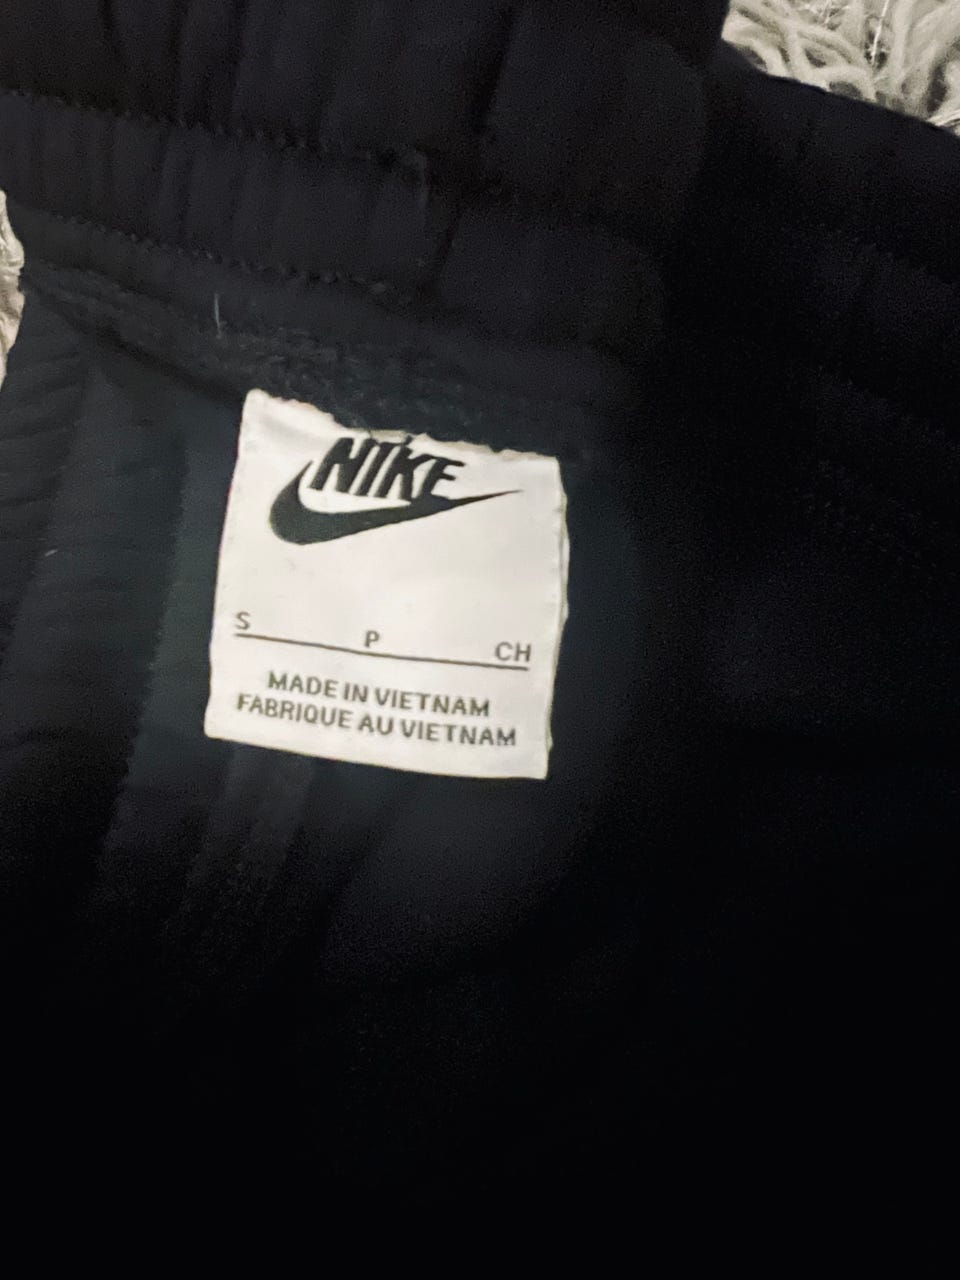 NIKE
S P CH
MADE IN VIETNAM
FABRIQUE AU VIETNAM